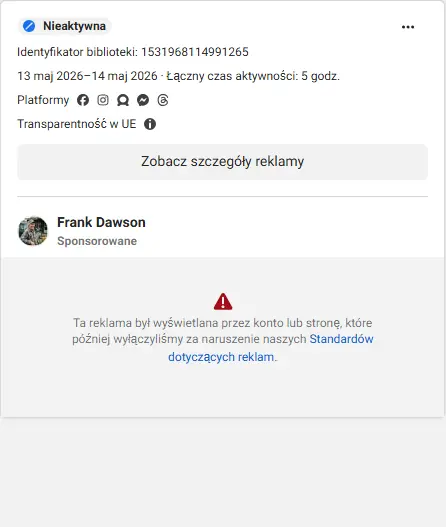 Nieaktywna
Identyfikator biblioteki: 1531968114991265
13 maj 2026–14 maj 2026 · Łączny czas aktywności: 5 godz.
Platformy
Transparentność w UE
Zobacz szczegóły reklamy
Frank Dawson
Sponsorowane
Ta reklama był wyświetlana przez konto lub stronę, które
później wyłączyliśmy za naruszenie naszych Standardów
dotyczących reklam.